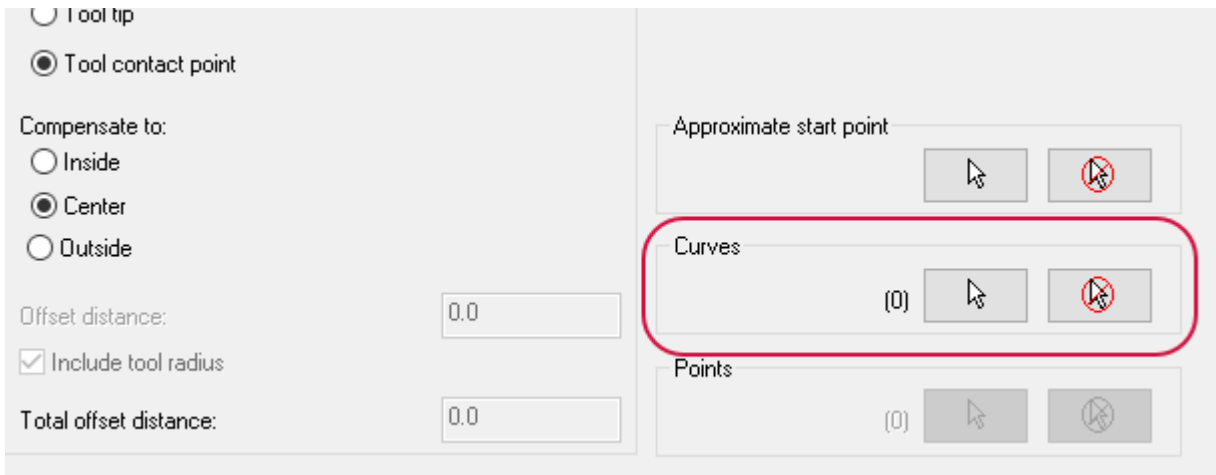 Tool tip
Tool contact point
Compensate to:
Inside
Center
Outside
Offset distance:
0.0
Include tool radius
Total offset distance:
0.0
Approximate start point
Curves
(0)
Points
(0)